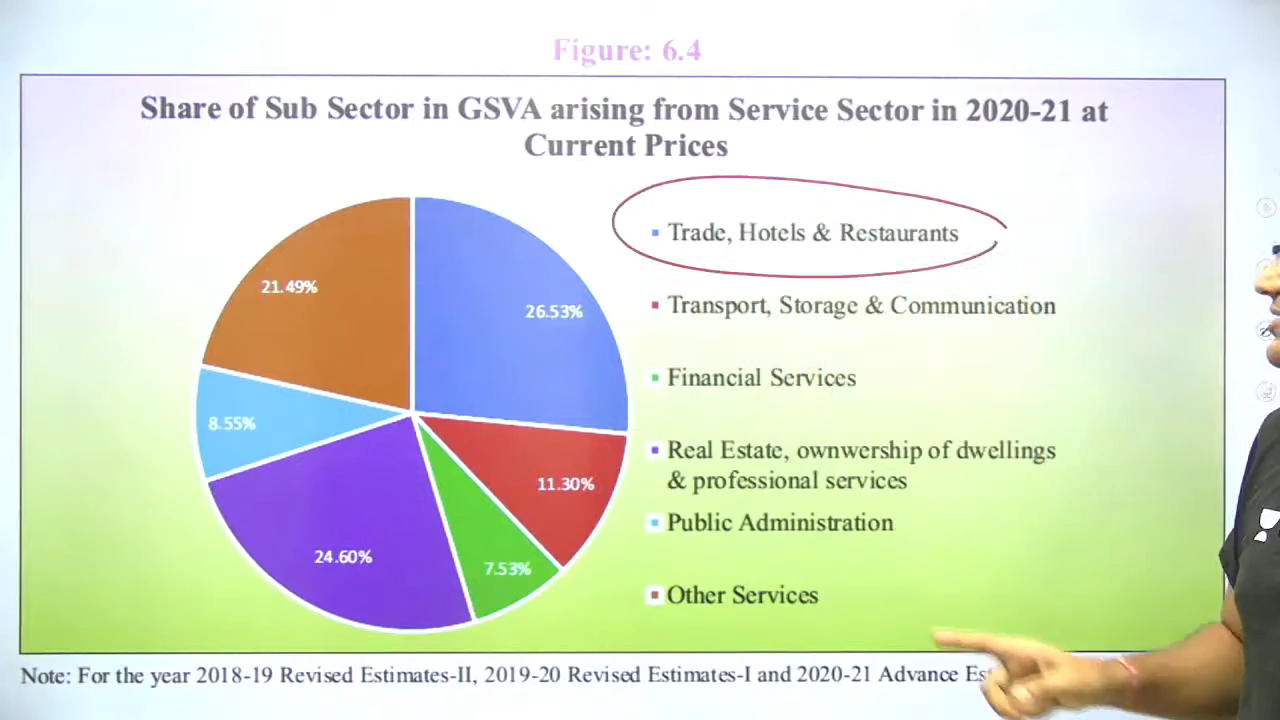 Figure: 6.4
Share of Sub Sector in GSVA arising from Service Sector in 2020-21 at
Current Prices
21.49%
26.53%
8.55%
11.30%
24.60%
7.53%
Trade, Hotels & Restaurants
Transport, Storage & Communication
Financial Services
Real Estate, ownwership of dwellings
& professional services
Public Administration
Other Services
Note: For the year 2018-19 Revised Estimates-II, 2019-20 Revised Estimates-I and 2020-21 Advance